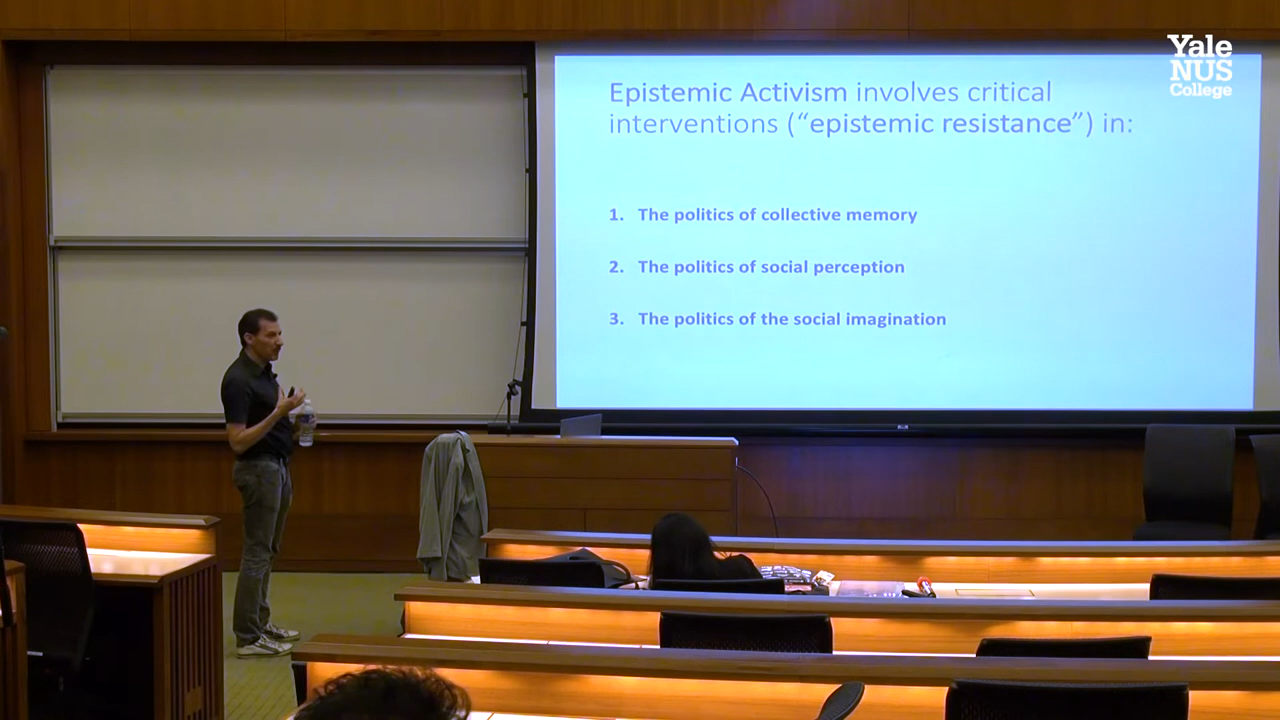 Yale
NUS
College
Epistemic Activism involves critical
interventions (“epistemic resistance”) in:
1. The politics of collective memory
2. The politics of social perception
3. The politics of the social imagination